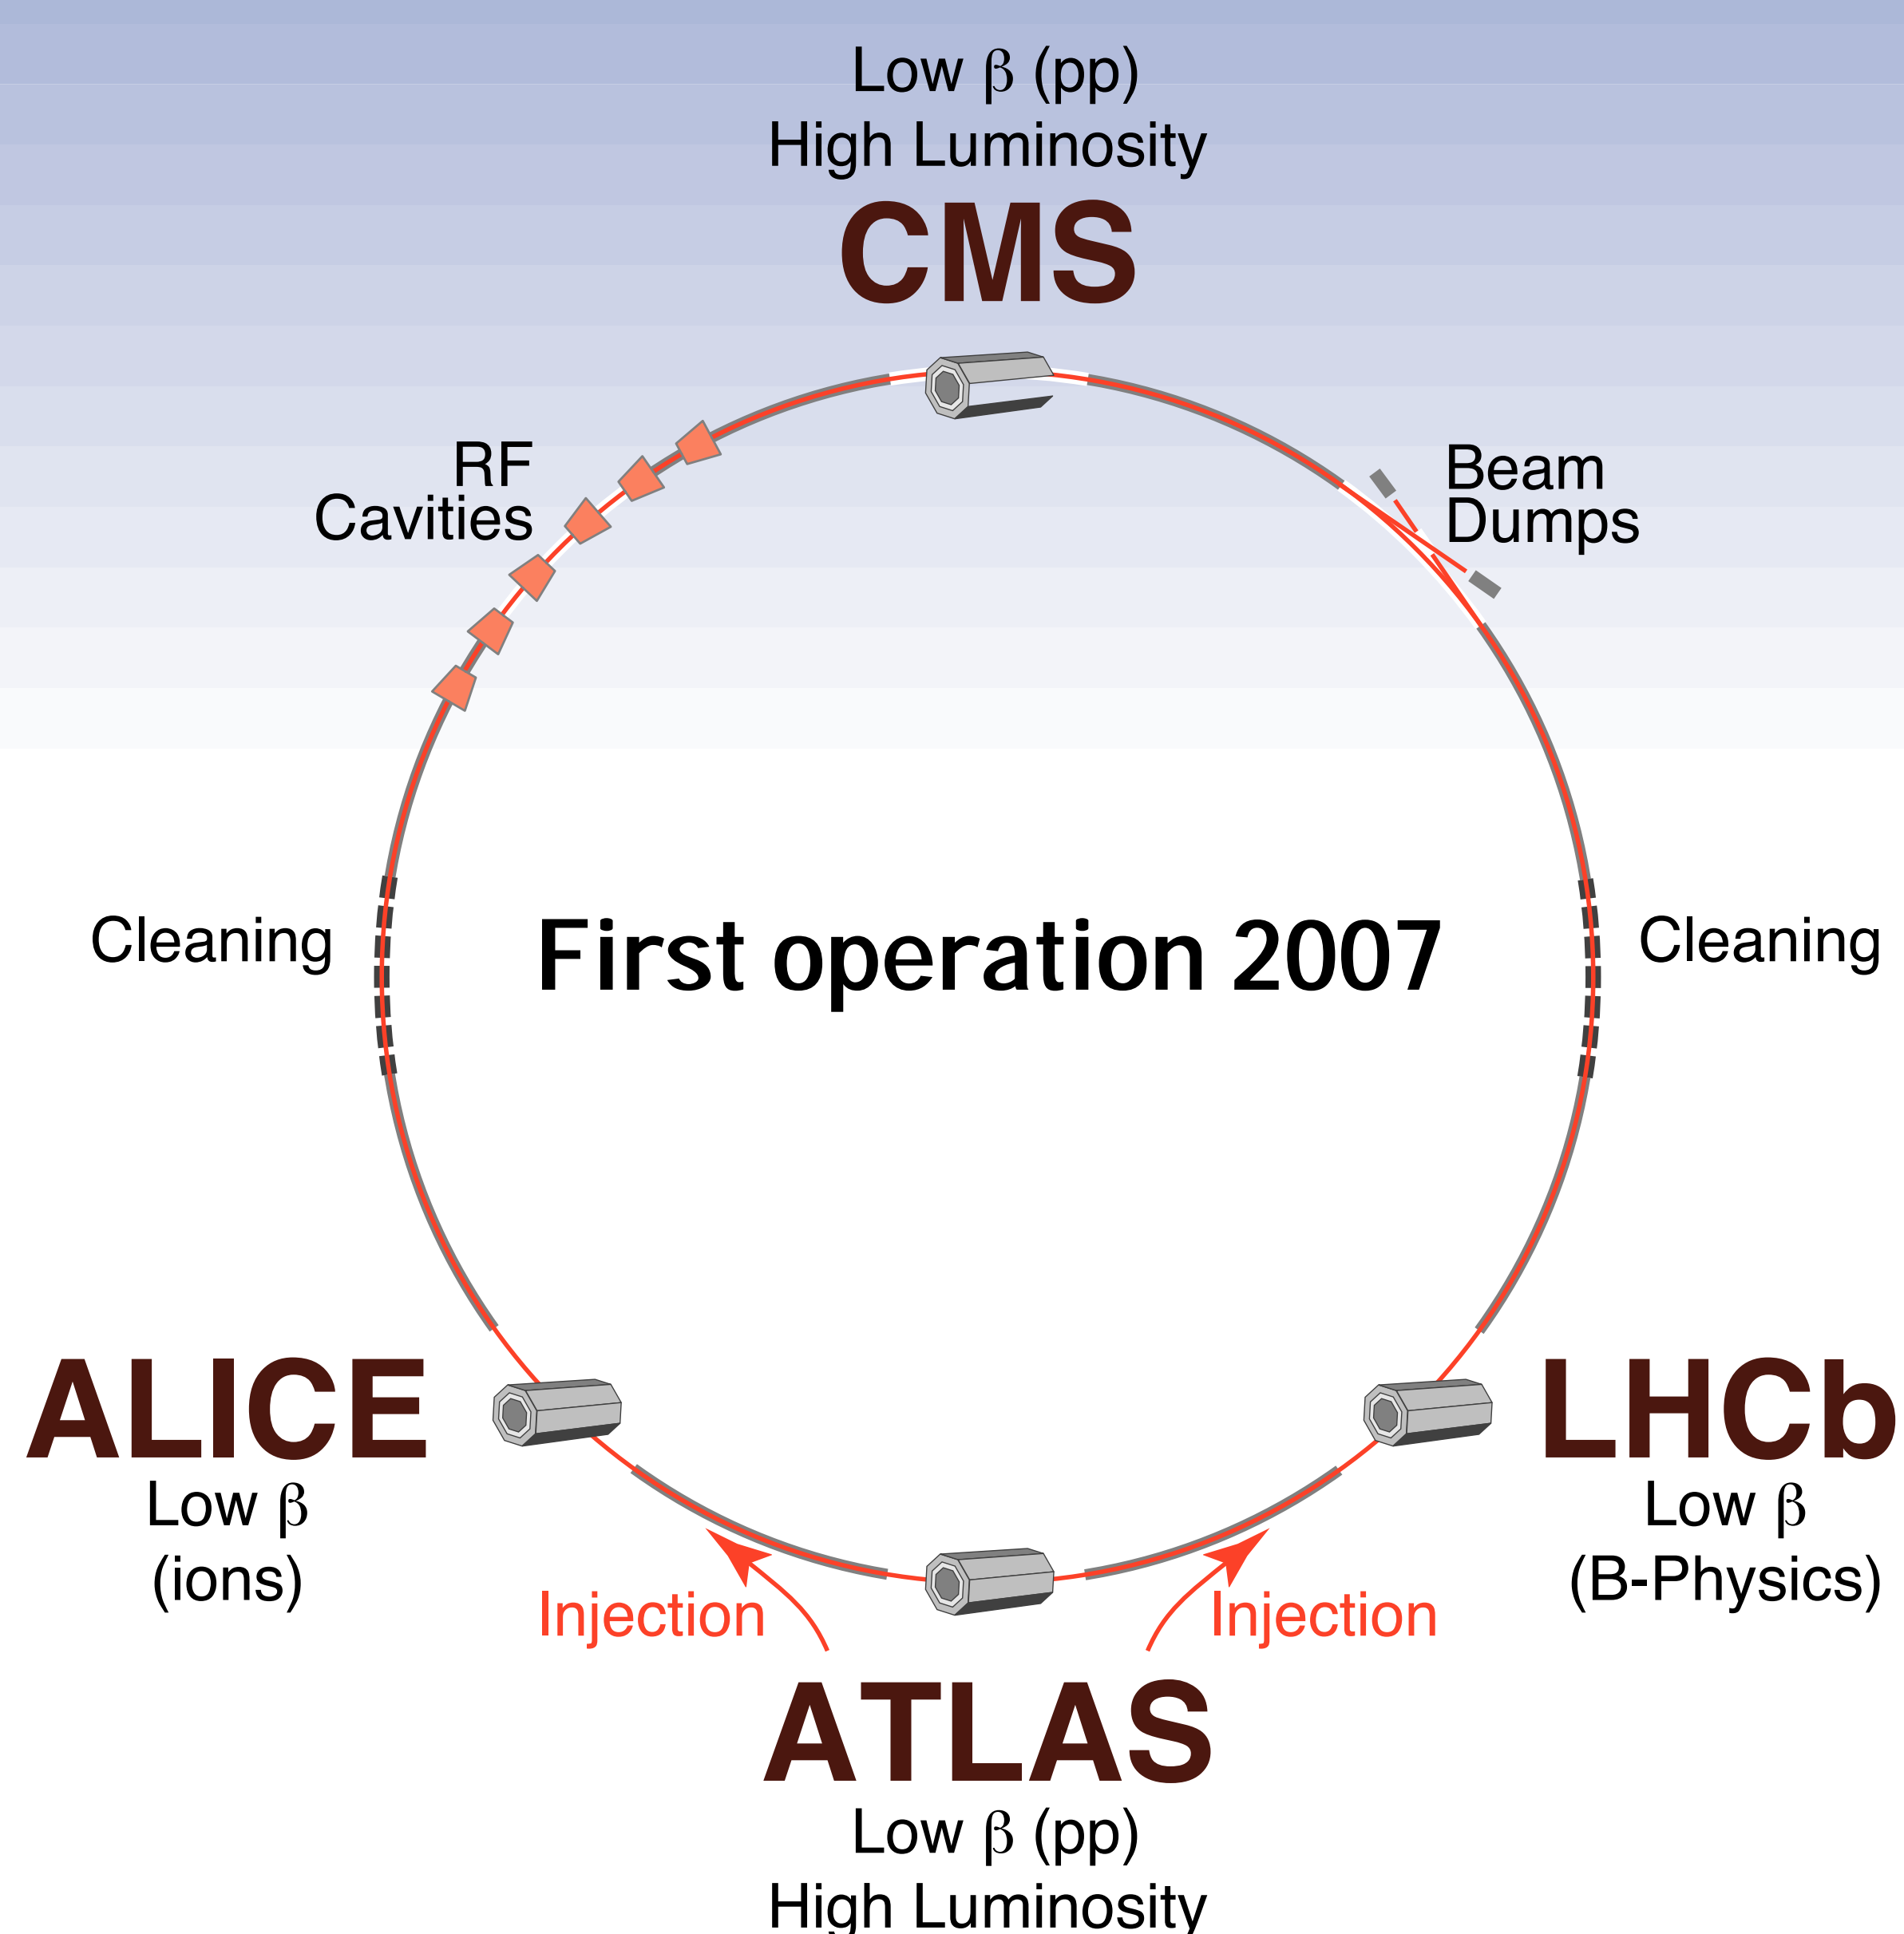 Low β (pp)
High Luminosity
CMS
RF
Cavities
Beam
Dumps
Cleaning
First operation 2007
Cleaning
ALICE
Low β
(ions)
LHCb
Low β
(B-Physics)
Injection
Injection
ATLAS
Low β (pp)
High Luminosity